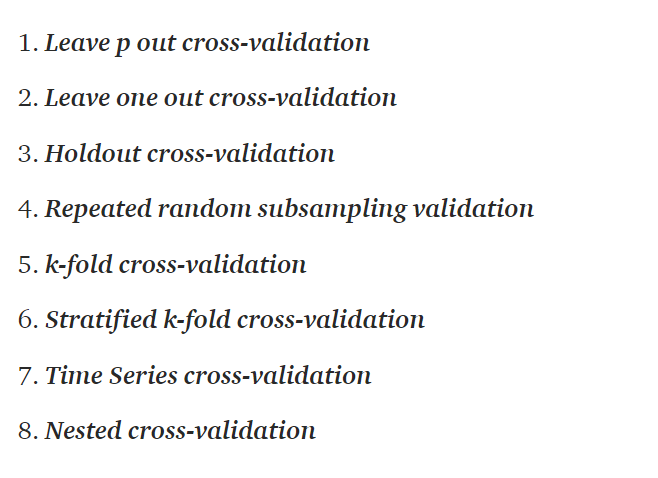 1. Leave p out cross-validation
2. Leave one out cross-validation
3. Holdout cross-validation
4. Repeated random subsampling validation
5. k-fold cross-validation
6. Stratified k-fold cross-validation
7. Time Series cross-validation
8. Nested cross-validation